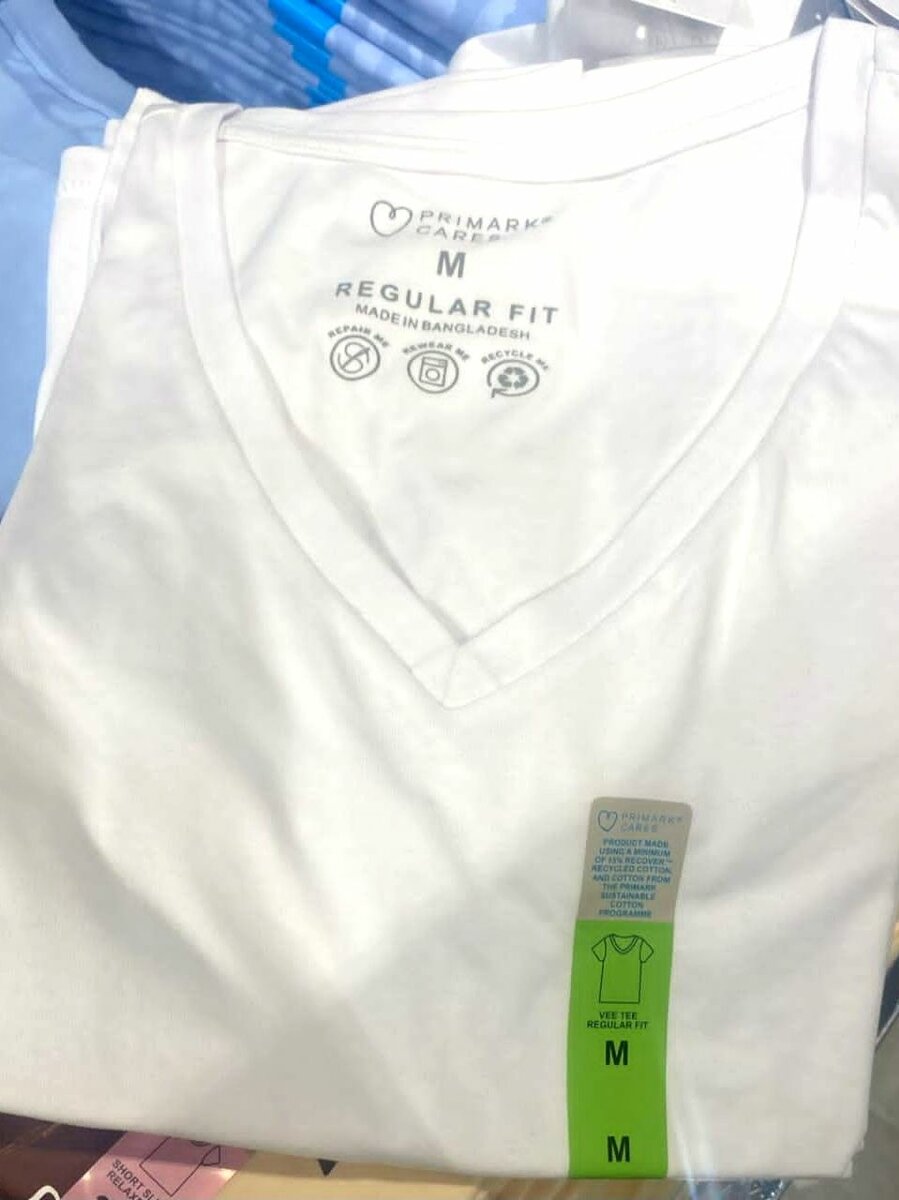 PRIMARK®
CARES
M
REGULAR FIT
MADE IN BANGLADESH
REPAIR ME
REWEAR ME
RECYCLE ME
PRIMARK®
CARES
PRODUCT MADE
USING A MINIMUM
OF 15% RECOVER™
RECYCLED COTTON,
AND COTTON FROM
THE PRIMARK
SUSTAINABLE
COTTON
PROGRAMME
VEE TEE
REGULAR FIT
M
M
SHORT